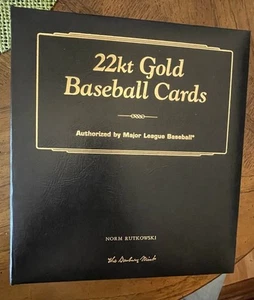 22kt Gold
Baseball Cards
Authorized by Major League Baseball®
NORM RUTKOWSKI
The Danbury Mint